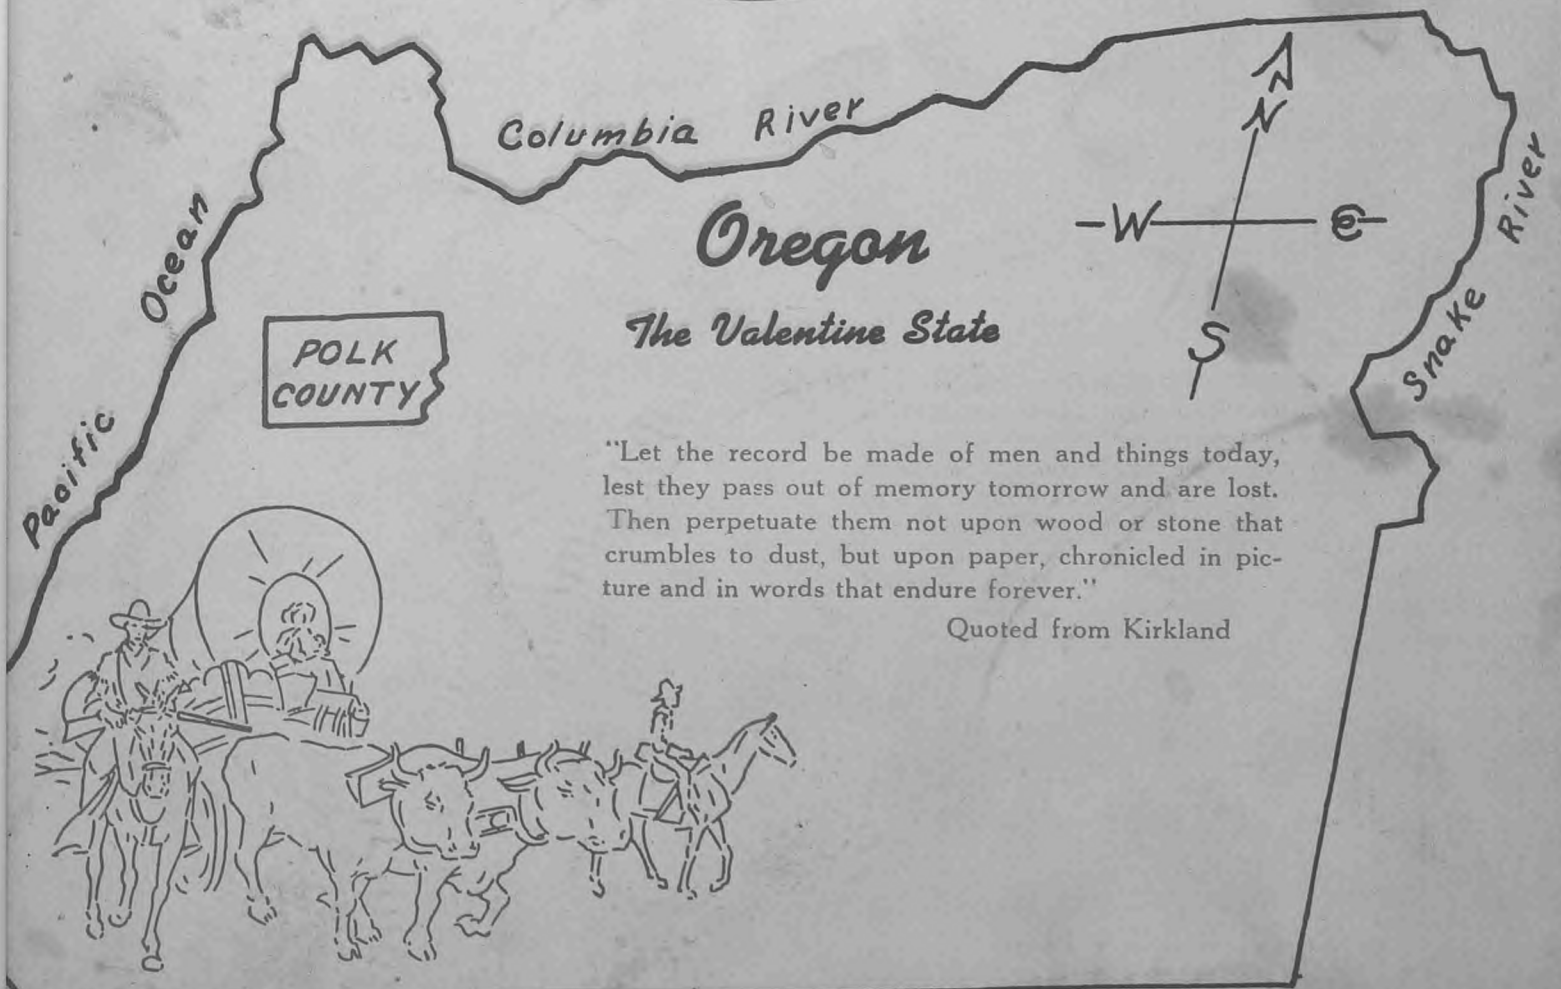 Columbia River
N
Pacific Ocean
Oregon
W E
The Valentine State
S
Snake River
POLK
COUNTY
"Let the record be made of men and things today,
lest they pass out of memory tomorrow and are lost.
Then perpetuate them not upon wood or stone that
crumbles to dust, but upon paper, chronicled in pic-
ture and in words that endure forever."
Quoted from Kirkland